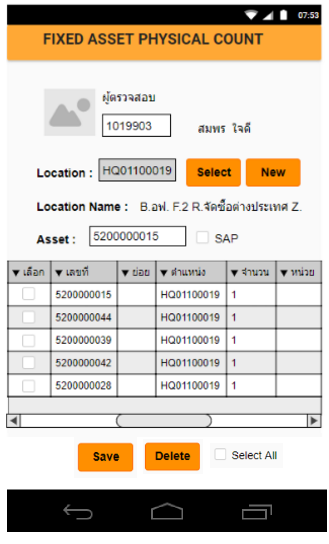 07:53
FIXED ASSET PHYSICAL COUNT
ผู้ตรวจสอบ
1019903 สมพร ใจดี
Location : HQ01100019 Select New
Location Name : บ.อฟ. F.2 R.จัดซื้อต่างประเทศ Z.
Asset : 5200000015 SAP
▼ เลือก ▼ เลขที่ ▼ ย่อย ▼ ตำแหน่ง ▼ จำนวน ▼ หน่วย
5200000015 HQ01100019 1
5200000044 HQ01100019 1
5200000039 HQ01100019 1
5200000042 HQ01100019 1
5200000028 HQ01100019 1
Save Delete Select All